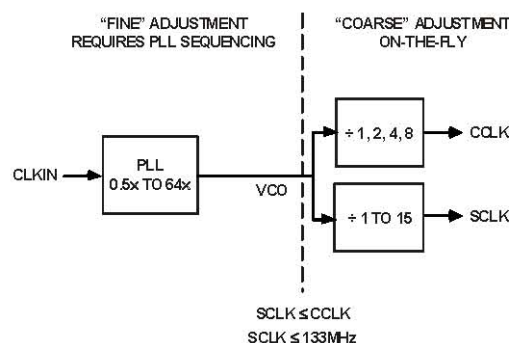 “FINE” ADJUSTMENT
REQUIRES PLL SEQUENCING
“COARSE” ADJUSTMENT
ON-THE-FLY
CLKIN
PLL
0.5x TO 64x
VCO
÷ 1, 2, 4, 8
CCLK
÷ 1 TO 15
SCLK
SCLK ≤ CCLK
SCLK ≤ 133MHz